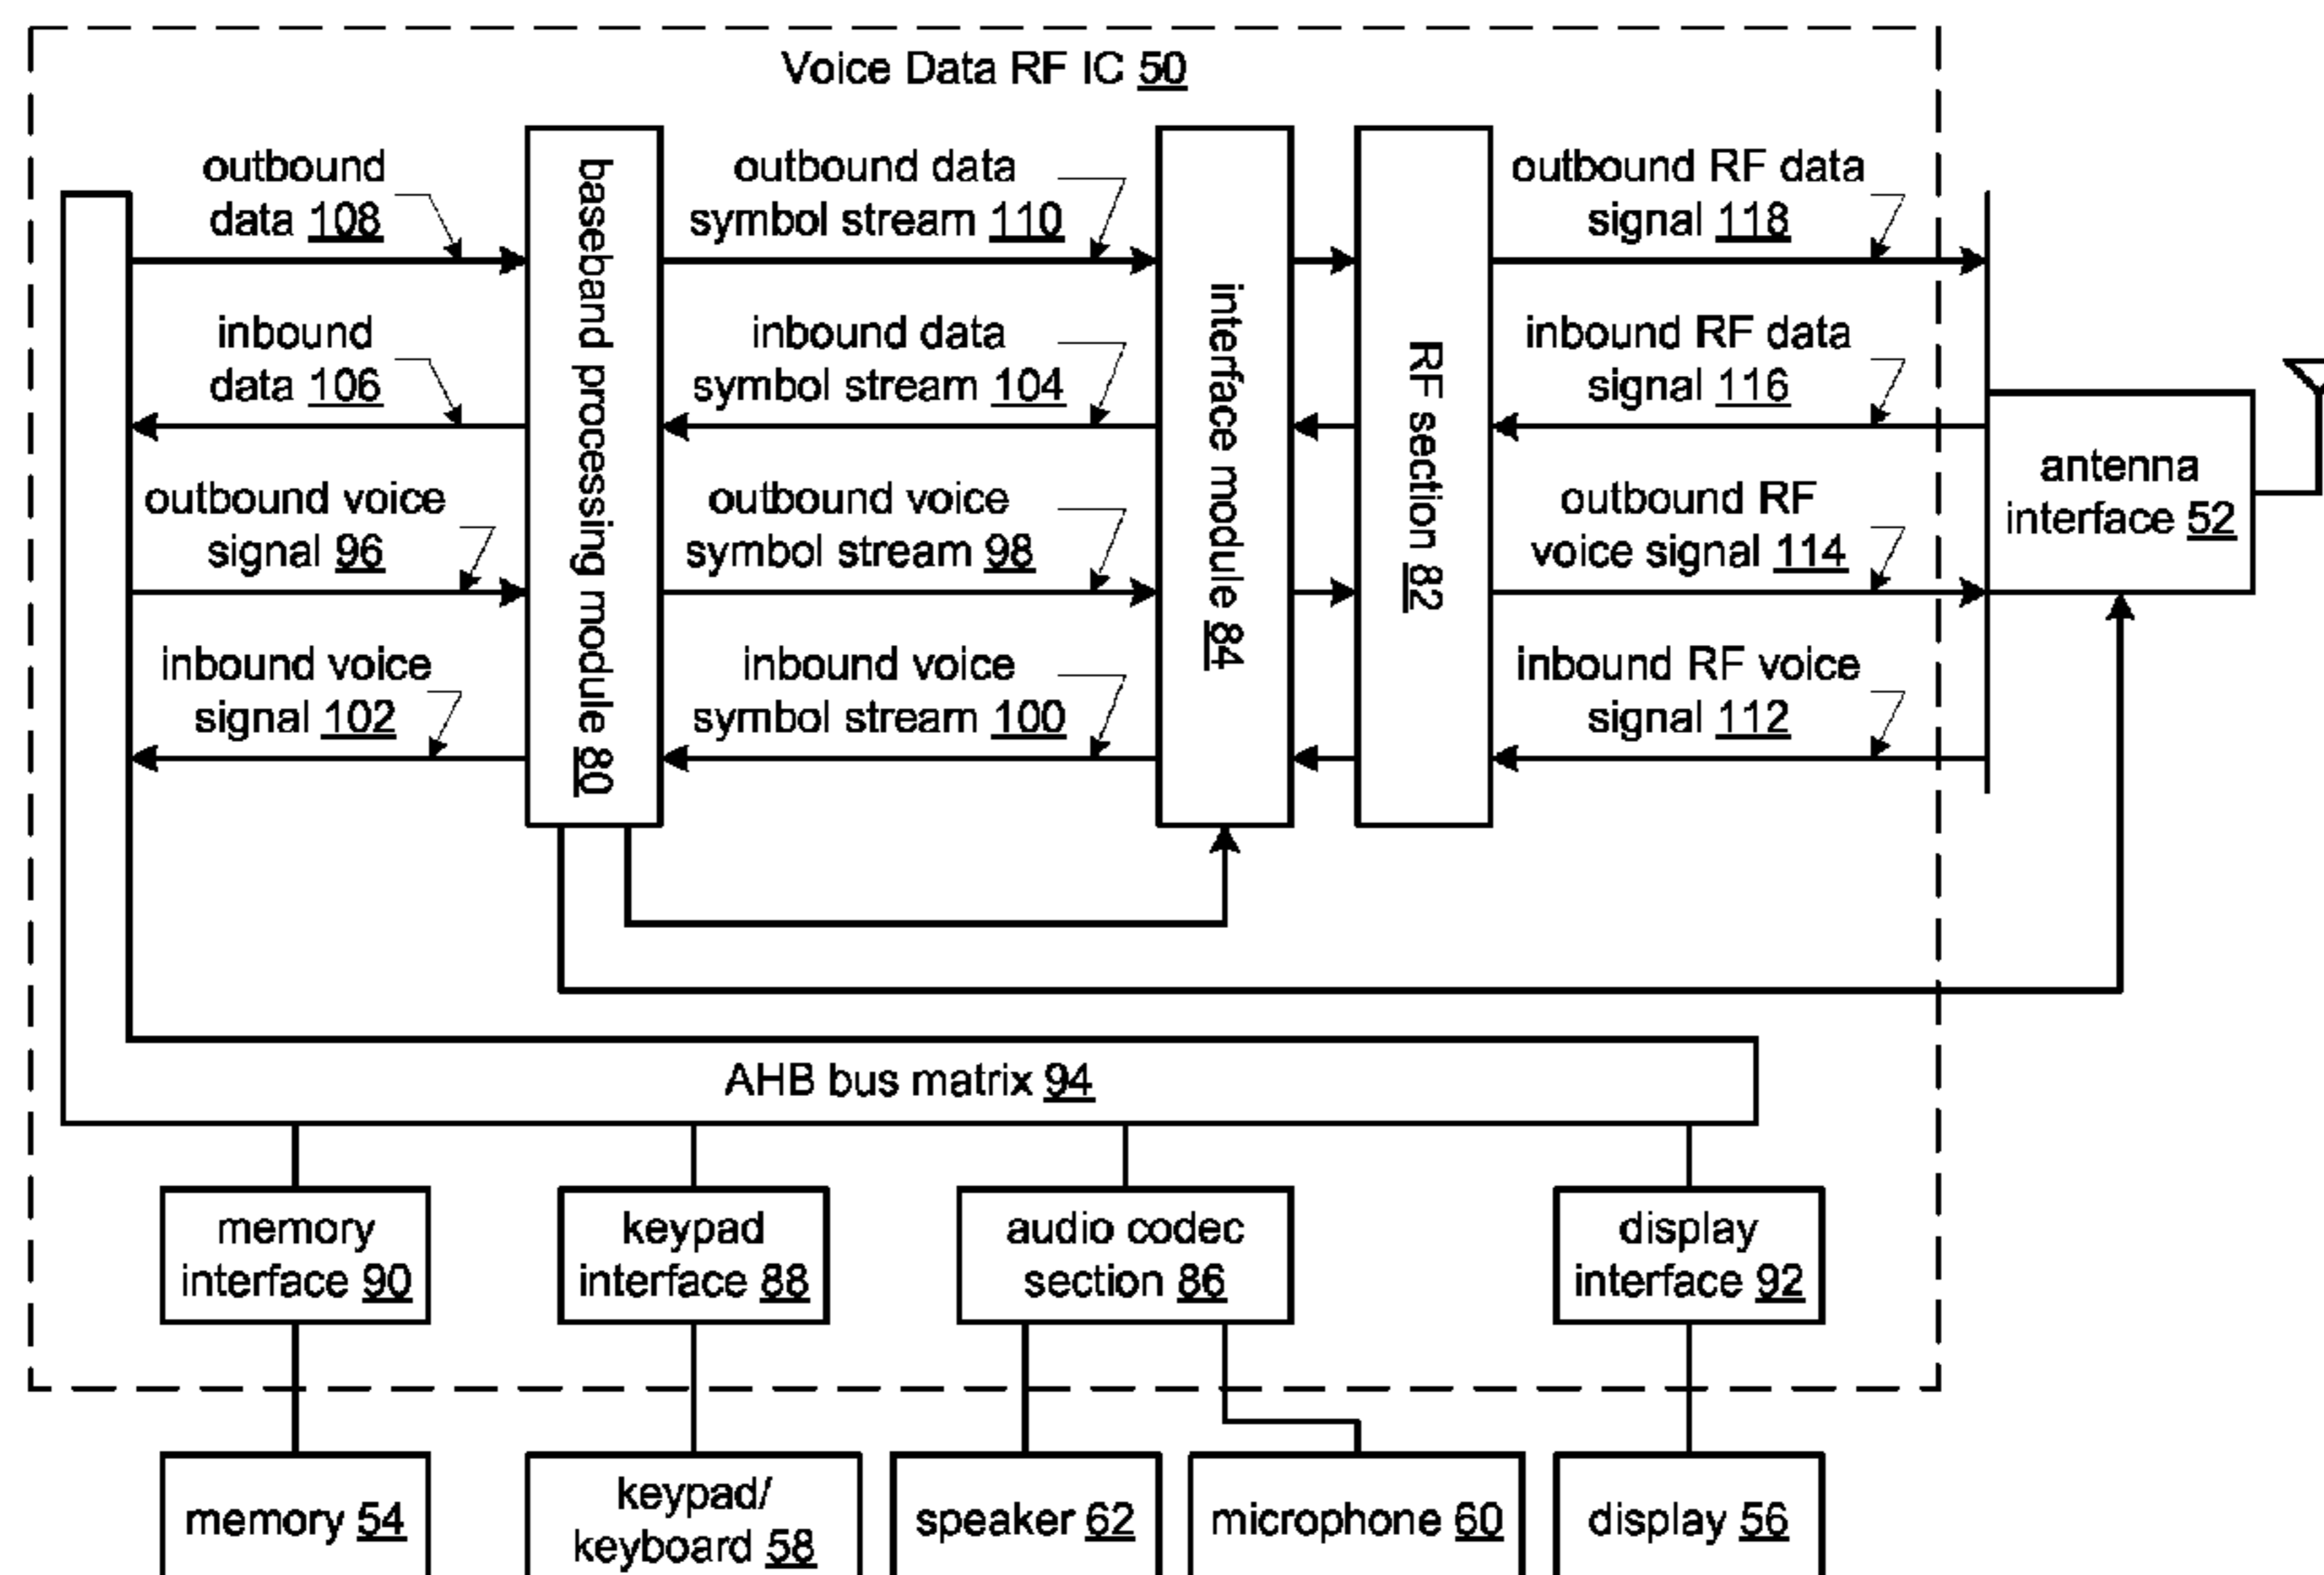 Voice Data RF IC 50
outbound
data 108
outbound data
symbol stream 110
outbound RF data
signal 118
inbound
data 106
inbound data
symbol stream 104
inbound RF data
signal 116
outbound voice
signal 96
outbound voice
symbol stream 98
outbound RF
voice signal 114
inbound voice
signal 102
inbound voice
symbol stream 100
inbound RF voice
signal 112
baseband processing module 80
interface module 84
RF section 82
antenna
interface 52
AHB bus matrix 94
memory
interface 90
keypad
interface 88
audio codec
section 86
display
interface 92
memory 54
keypad/
keyboard 58
speaker 62
microphone 60
display 56